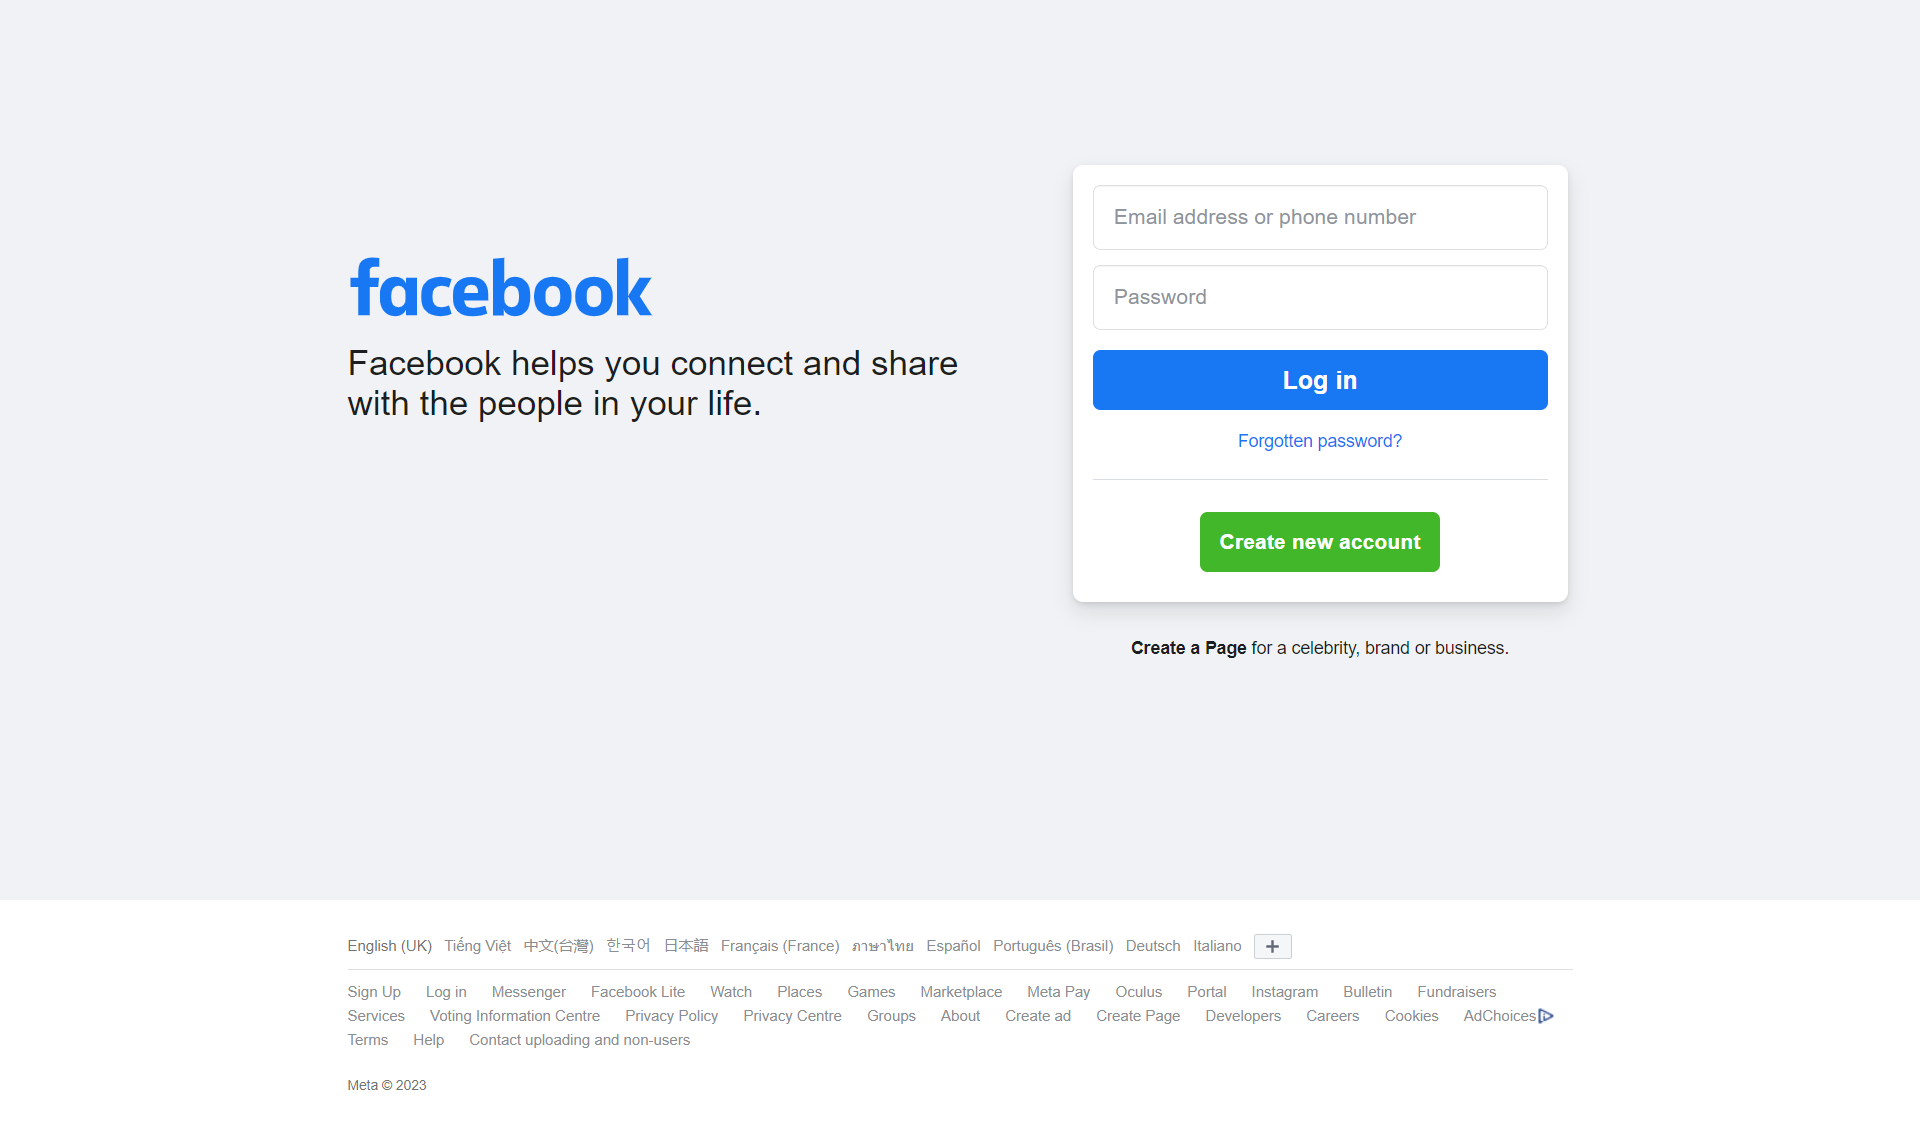 facebook
Facebook helps you connect and share
with the people in your life.
Email address or phone number
Password
Log in
Forgotten password?
Create new account
Create a Page for a celebrity, brand or business.
English (UK) Tiếng Việt 中文(台灣) 한국어 日本語 Français (France) ภาษาไทย Español Português (Brasil) Deutsch Italiano
Sign Up Log in Messenger Facebook Lite Watch Places Games Marketplace Meta Pay Oculus Portal Instagram Bulletin Fundraisers
Services Voting Information Centre Privacy Policy Privacy Centre Groups About Create ad Create Page Developers Careers Cookies AdChoices
Terms Help Contact uploading and non-users
Meta © 2023